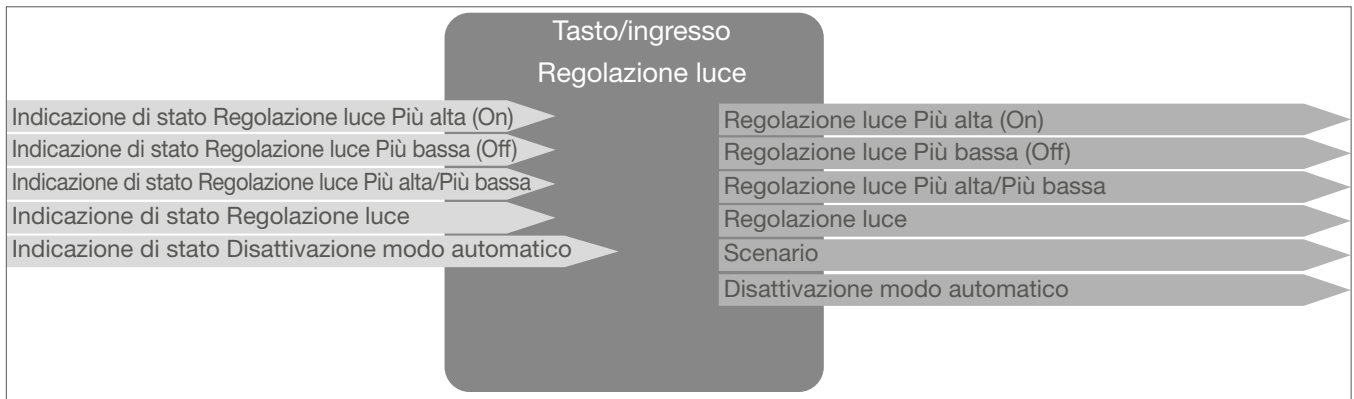 Tasto/ingresso
Regolazione luce
Indicazione di stato Regolazione luce Più alta (On)
Indicazione di stato Regolazione luce Più bassa (Off)
Indicazione di stato Regolazione luce Più alta/Più bassa
Indicazione di stato Regolazione luce
Indicazione di stato Disattivazione modo automatico
Regolazione luce Più alta (On)
Regolazione luce Più bassa (Off)
Regolazione luce Più alta/Più bassa
Regolazione luce
Scenario
Disattivazione modo automatico